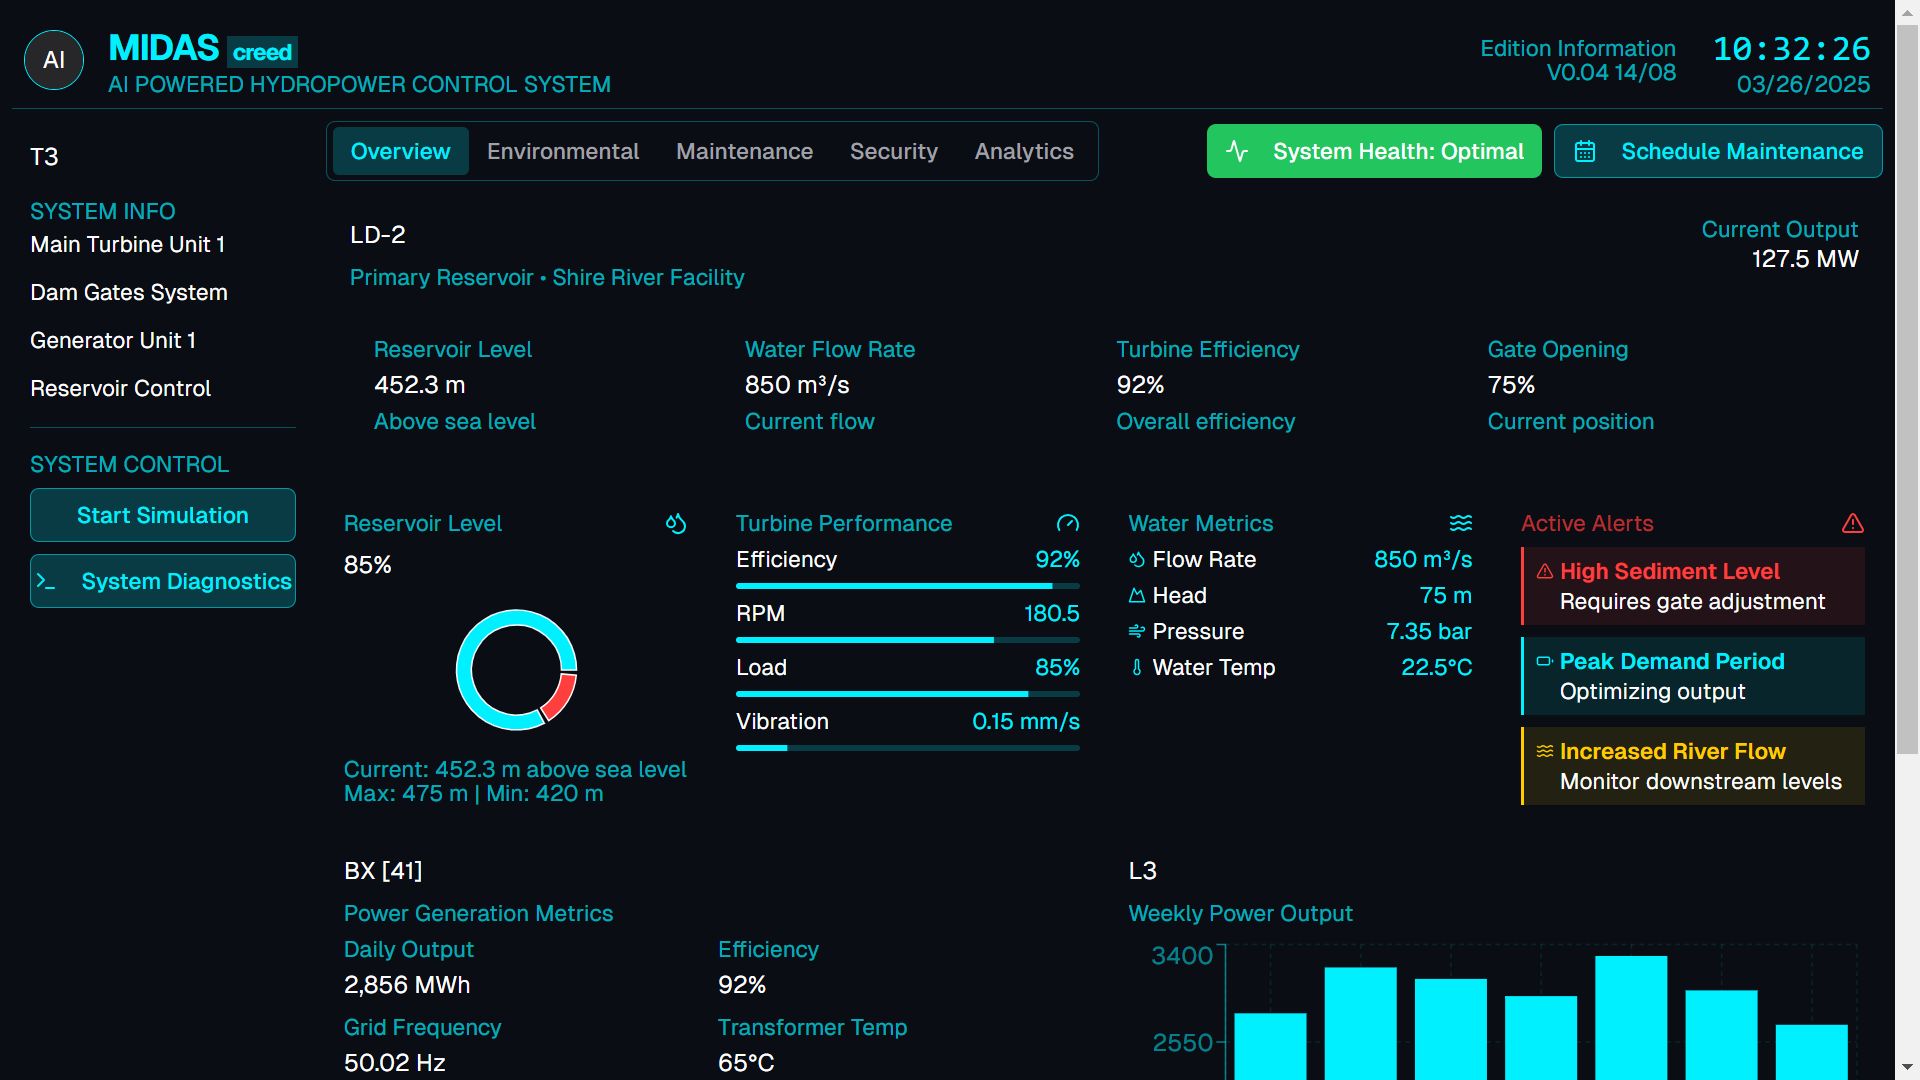 AI
MIDAS creed
AI POWERED HYDROPOWER CONTROL SYSTEM
Edition Information
V0.04 14/08
10:32:26
03/26/2025
T3
SYSTEM INFO
Main Turbine Unit 1
Dam Gates System
Generator Unit 1
Reservoir Control
SYSTEM CONTROL
Start Simulation
System Diagnostics
Overview Environmental Maintenance Security Analytics
System Health: Optimal
Schedule Maintenance
LD-2
Primary Reservoir • Shire River Facility
Current Output
127.5 MW
Reservoir Level
452.3 m
Above sea level
Water Flow Rate
850 m³/s
Current flow
Turbine Efficiency
92%
Overall efficiency
Gate Opening
75%
Current position
Reservoir Level
85%
Current: 452.3 m above sea level
Max: 475 m | Min: 420 m
Turbine Performance
Efficiency 92%
RPM 180.5
Load 85%
Vibration 0.15 mm/s
Water Metrics
Flow Rate 850 m³/s
Head 75 m
Pressure 7.35 bar
Water Temp 22.5°C
Active Alerts
High Sediment Level
Requires gate adjustment
Peak Demand Period
Optimizing output
Increased River Flow
Monitor downstream levels
BX [41]
Power Generation Metrics
Daily Output
2,856 MWh
Efficiency
92%
Grid Frequency
50.02 Hz
Transformer Temp
65°C
L3
Weekly Power Output
3400
2550